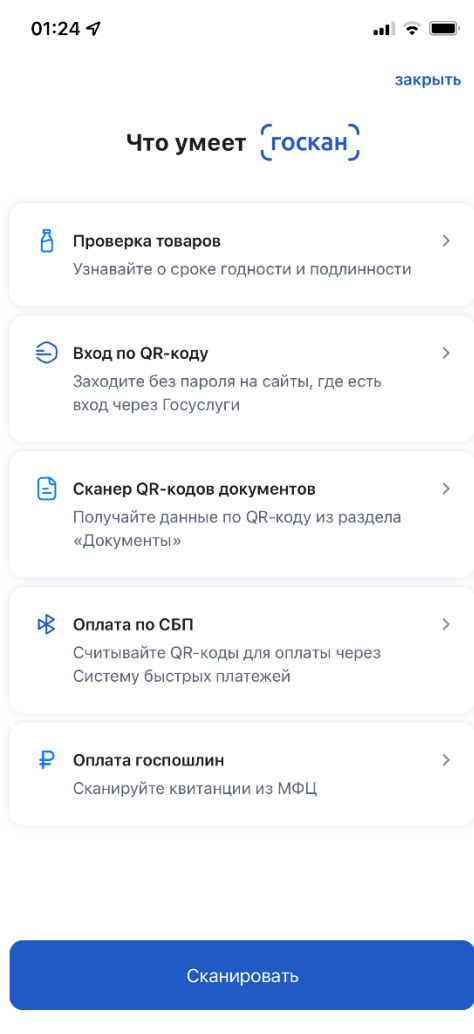 01:24
закрыть
Что умеет госкан
Проверка товаров
Узнавайте о сроке годности и подлинности
Вход по QR-коду
Заходите без пароля на сайты, где есть
вход через Госуслуги
Сканер QR-кодов документов
Получайте данные по QR-коду из раздела
«Документы»
Оплата по СБП
Считывайте QR-коды для оплаты через
Систему быстрых платежей
Оплата госпошлин
Сканируйте квитанции из МФЦ
Сканировать